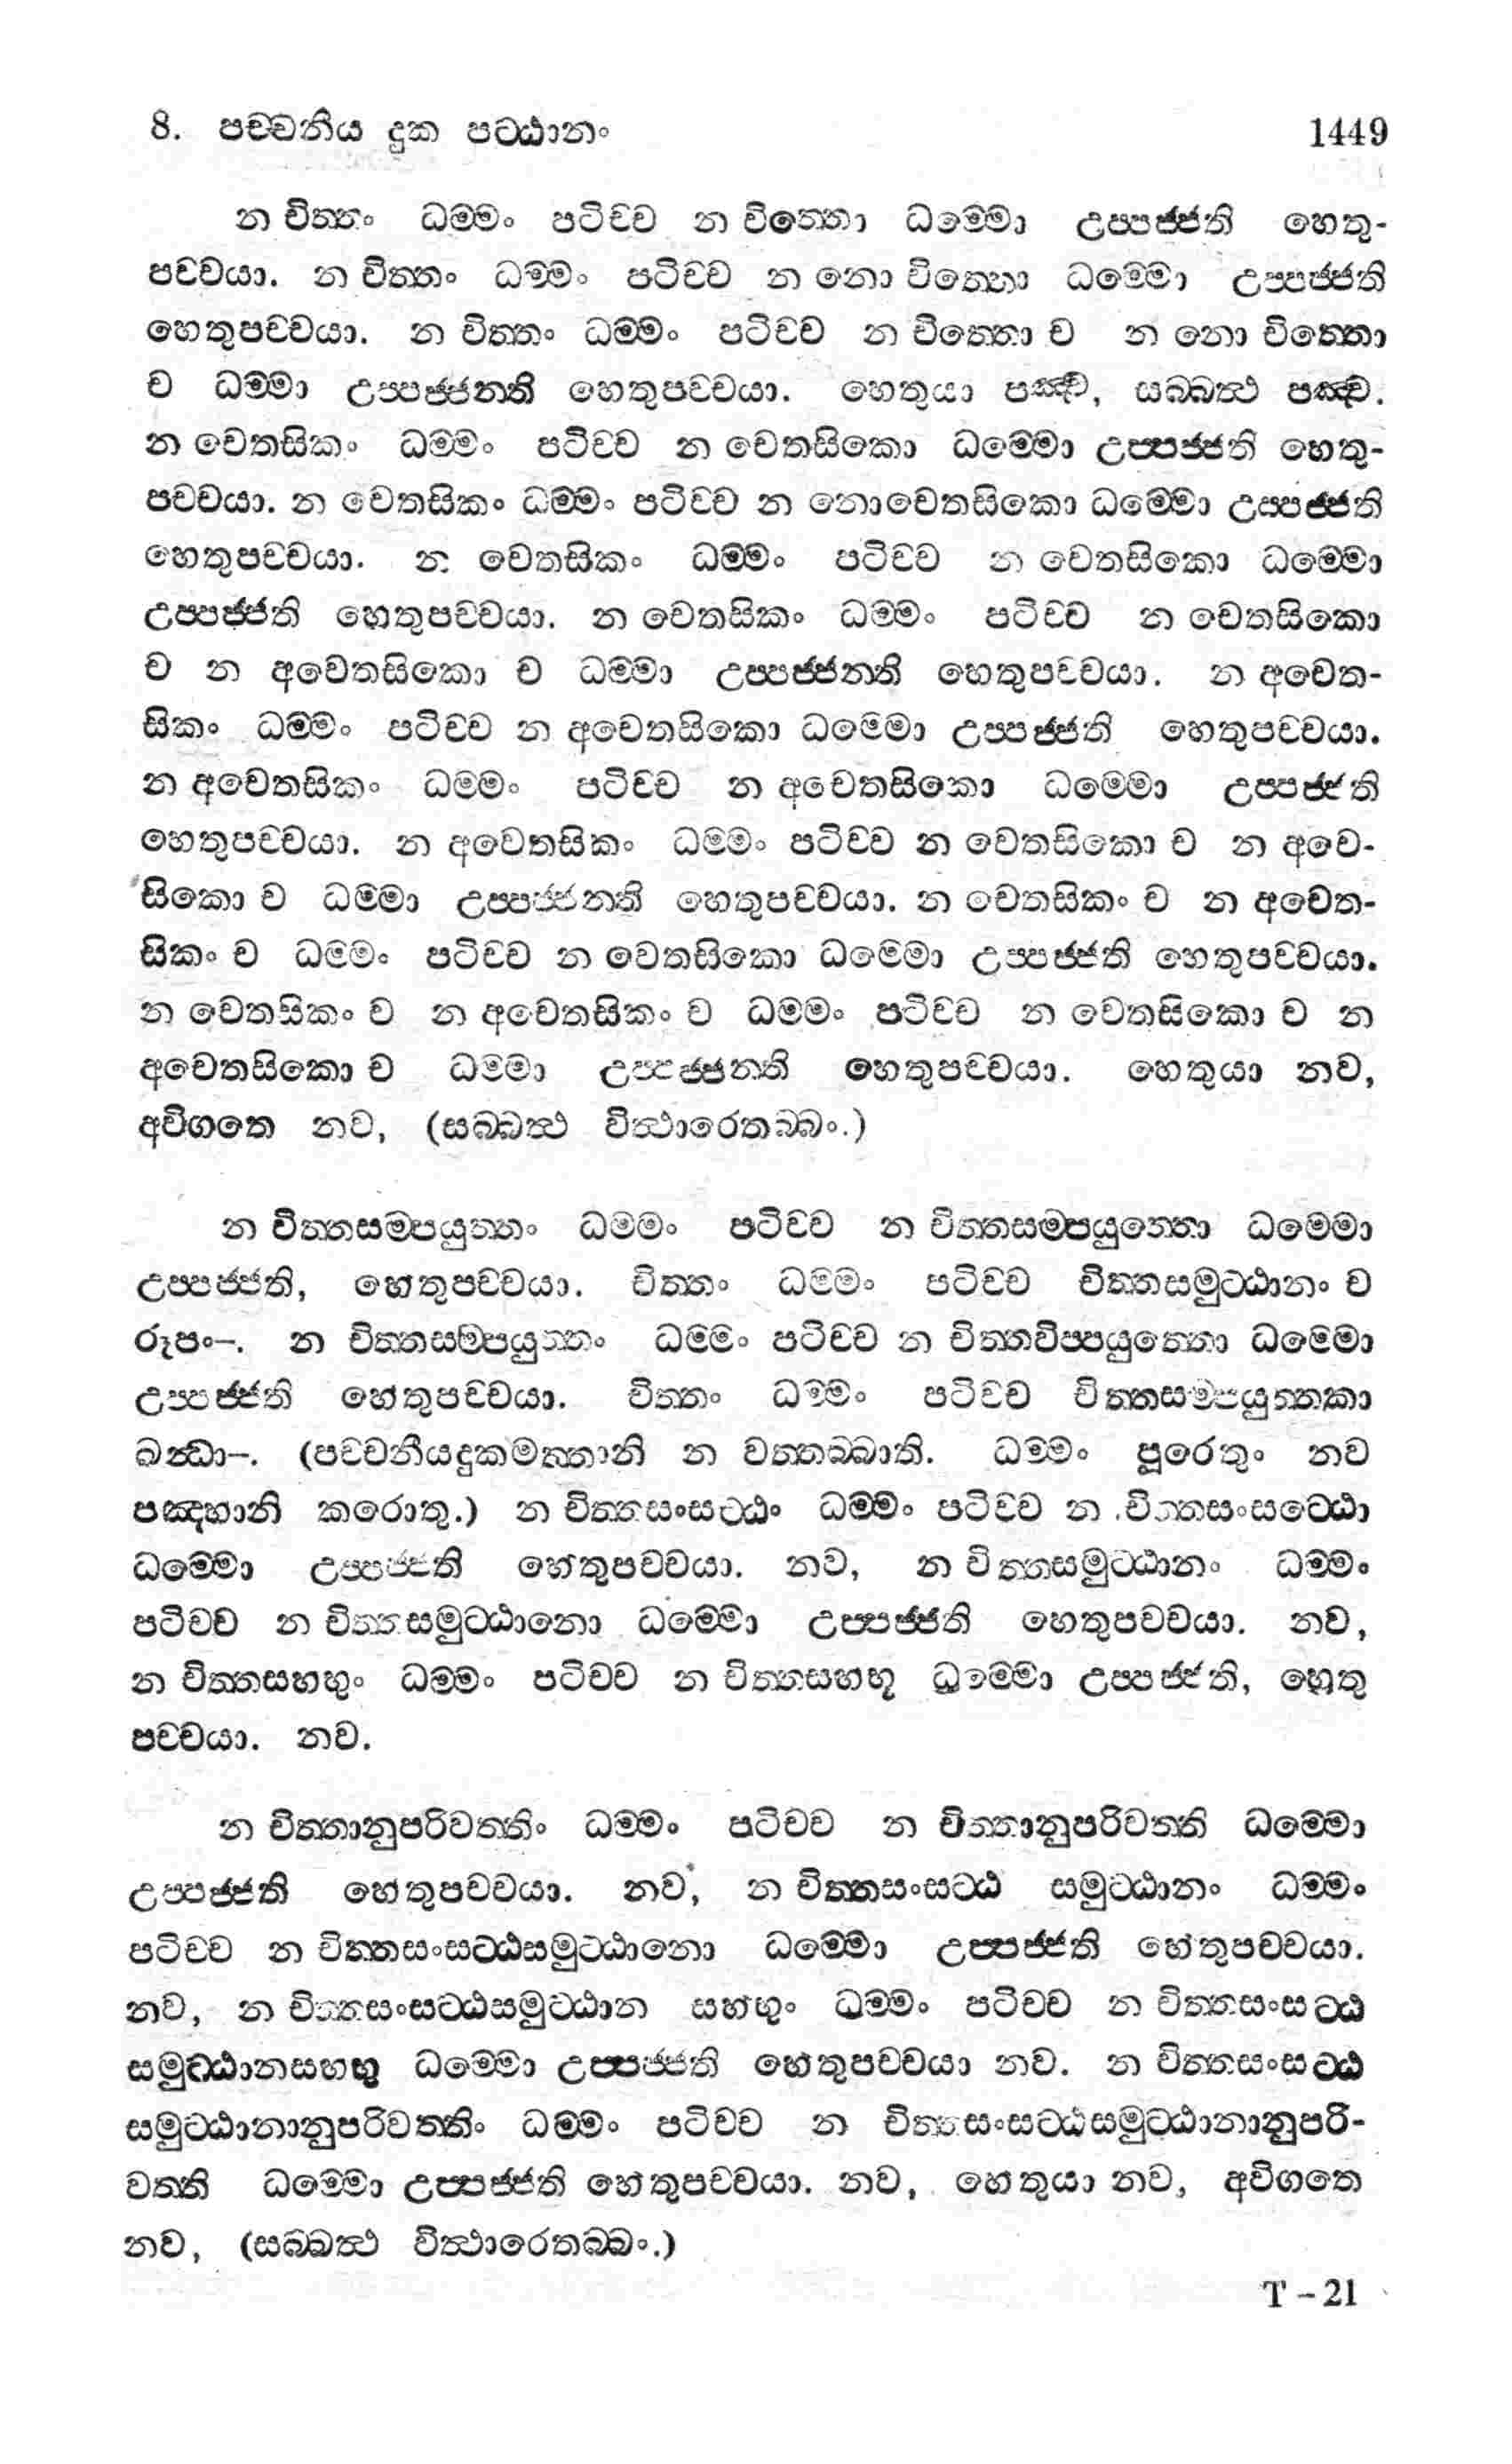 8. පච්චනීය දුක පට්ඨානං 1449
න චිත්තං ධම්මං පටිච්ච න චිත්තො ධම්මො උප්පජ්ජති හෙතු-
පච්චයා. න චිත්තං ධම්මං පටිච්ච න නො චිත්තො ධම්මො උප්පජ්ජති
හෙතුපච්චයා. න චිත්තං ධම්මං පටිච්ච න චිත්තො ච න නො චිත්තො
ච ධම්මා උප්පජ්ජන්ති හෙතුපච්චයා. හෙතුයා පඤ්ච, සබ්බත්ථ පඤ්ච.
න චෙතසිකං ධම්මං පටිච්ච න චෙතසිකො ධම්මො උප්පජ්ජති හෙතු-
පච්චයා. න චෙතසිකං ධම්මං පටිච්ච න නොචෙතසිකො ධම්මො උප්පජ්ජති
හෙතුපච්චයා. න චෙතසිකං ධම්මං පටිච්ච න චෙතසිකො ධම්මො
උප්පජ්ජති හෙතුපච්චයා. න චෙතසිකං ධම්මං පටිච්ච න චෙතසිකො
ච න අචෙතසිකො ච ධම්මා උප්පජ්ජන්ති හෙතුපච්චයා. න අචෙත-
සිකං ධම්මං පටිච්ච න අචෙතසිකො ධම්මො උප්පජ්ජති හෙතුපච්චයා.
න අචෙතසිකං ධම්මං පටිච්ච න අචෙතසිකො ධම්මො උප්පජ්ජති
හෙතුපච්චයා. න අචෙතසිකං ධම්මං පටිච්ච න චෙතසිකො ච න අචෙ-
සිකො ච ධම්මා උප්පජ්ජන්ති හෙතුපච්චයා. න චෙතසිකං ච න අචෙත-
සිකං ච ධම්මං පටිච්ච න චෙතසිකො ධම්මො උප්පජ්ජති හෙතුපච්චයා.
න චෙතසිකං ච න අචෙතසිකං ච ධම්මං පටිච්ච න චෙතසිකො ච න
අචෙතසිකො ච ධම්මා උප්පජ්ජන්ති හෙතුපච්චයා. හෙතුයා නව,
අවිගතෙ නව, (සබ්බත්ථ විත්ථාරෙතබ්බං.)
න චිත්තසම්පයුත්තං ධම්මං පටිච්ච න චිත්තසම්පයුත්තො ධම්මො
උප්පජ්ජති, හෙතුපච්චයා. චිත්තං ධම්මං පටිච්ච චිත්තසමුට්ඨානං ච
රූපං–. න චිත්තසම්පයුත්තං ධම්මං පටිච්ච න චිත්තවිප්පයුත්තො ධම්මො
උප්පජ්ජති හෙතුපච්චයා. චිත්තං ධම්මං පටිච්ච චිත්තසම්පයුත්තකා
ඛන්ධා–. (පච්චනීයදුකමත්තානි න වත්තබ්බාති. ධම්මං පූරෙතුං නව
පඤ්හානි කරොතු.) න චිත්තසංසට්ඨං ධම්මං පටිච්ච න චිත්තසංසට්ඨො
ධම්මො උප්පජ්ජති හෙතුපච්චයා. නව, න චිත්තසමුට්ඨානං ධම්මං
පටිච්ච න චිත්තසමුට්ඨානො ධම්මො උප්පජ්ජති හෙතුපච්චයා. නව,
න චිත්තසහභුං ධම්මං පටිච්ච න චිත්තසහභූ ධම්මො උප්පජ්ජති, හෙතු
පච්චයා. නව.
න චිත්තානුපරිවත්තිං ධම්මං පටිච්ච න චිත්තානුපරිවත්ති ධම්මො
උප්පජ්ජති හෙතුපච්චයා. නව, න චිත්තසංසට්ඨ සමුට්ඨානං ධම්මං
පටිච්ච න චිත්තසංසට්ඨසමුට්ඨානො ධම්මො උප්පජ්ජති හෙතුපච්චයා.
නව, න චිත්තසංසට්ඨසමුට්ඨාන සහභුං ධම්මං පටිච්ච න චිත්තසංසට්ඨ
සමුට්ඨානසහභු ධම්මො උප්පජ්ජති හෙතුපච්චයා නව. න චිත්තසංසට්ඨ
සමුට්ඨානානුපරිවත්තිං ධම්මං පටිච්ච න චිත්තසංසට්ඨසමුට්ඨානානුපරි-
වත්ති ධම්මො උප්පජ්ජති හෙතුපච්චයා. නව, හෙතුයා නව, අවිගතෙ
නව, (සබ්බත්ථ විත්ථාරෙතබ්බං.)
T – 21